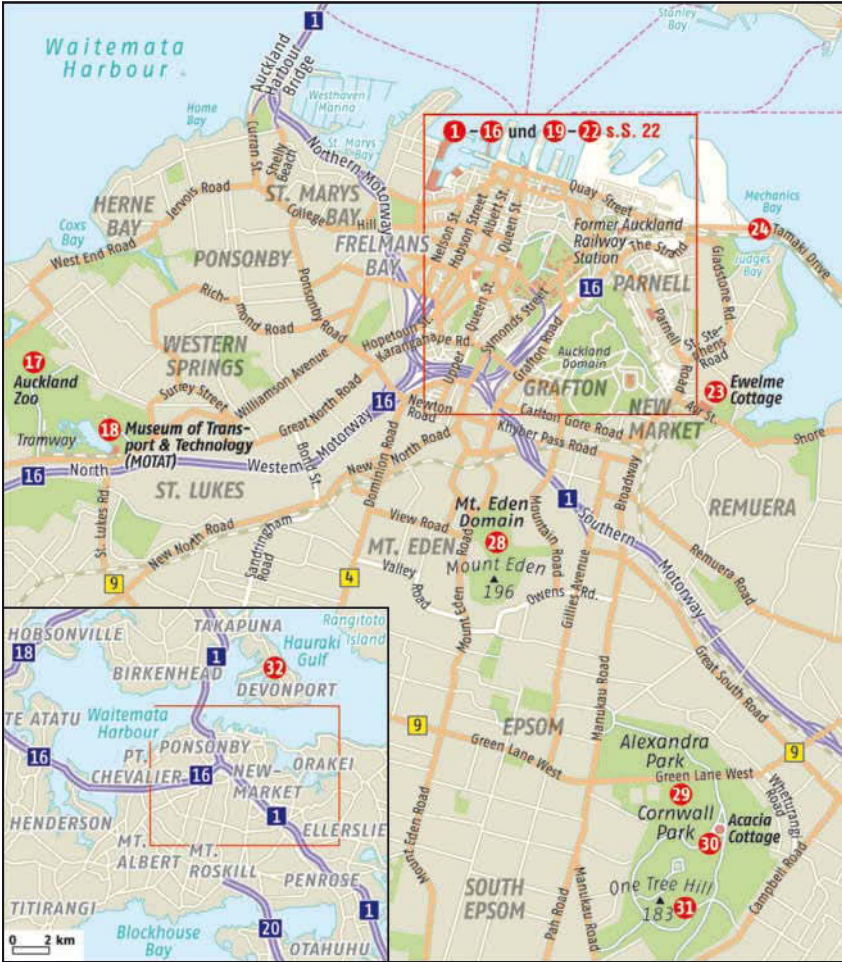 Stanley
Bay
Waitemata
Harbour
1
Auckland
Harbour
Bridge
Westhaven
Marina
Home
Bay
St. Marys
Bay
Curran St.
Shelly
Beach
Northern Motorway
1 - 16 und 19 - 22 s.S. 22
HERNE
BAY
Jervois Road
ST. MARYS
BAY
College
Hill
Coxs
Bay
West End Road
PONSONBY
FRELMANS
BAY
Nelson St.
Hobson Street
Albert St.
Queen St.
Quay Street
Former Auckland
Railway
Station
The Strand
Mechanics
Bay
24
Tamaki Drive
Judges
Bay
Gladstone Rd
16
PARNELL
Parnell
Road
St. Ste-
phens
Road
Rich-
mond Road
Ponsonby Road
Hopetoun St.
Karangahape Rd.
Upper
Queen St.
Symonds Street
Grafton Road
Auckland
Domain
GRAFTON
WESTERN
SPRINGS
Surrey Street
Williamson Avenue
Great North Road
17
Auckland
Zoo
18
Museum of Trans-
port & Technology
(MOTAT)
Tramway
16
North
Western
Motorway
16
Newton
Road
Carlton Gore Road
Khyber Pass Road
NEW
MARKET
Ayr St.
23
Ewelme
Cottage
Shore
St. Lukes Rd
ST. LUKES
Bond St.
New North Road
Dominion Road
New North Road
Sandringham
Road
View Road
MT. EDEN
Valley
Road
Mt. Eden
Domain
28
Mount Eden
196
Mount Eden
Road
Mountain
Road
Owens Rd.
Gillies Avenue
Broadway
1
Southern
Motorway
REMUERA
Remuera Road
Great South Road
9
4
9
EPSOM
Green Lane West
Manukau Road
Alexandra
Park
9
Green Lane West
29
Cornwall
Park
Acacia
Cottage
30
Wheturangi
Road
One Tree Hill
183
31
Campbell Road
Mount Eden Road
SOUTH
EPSOM
Pah Road
Manukau Road
HOBSONVILLE
18
TAKAPUNA
1
Hauraki
Gulf
Rangitoto
Island
BIRKENHEAD
32
DEVONPORT
TE ATATU
Waitemata
Harbour
16
PT.
CHEVALIER
PONSONBY
16
NEW-
MARKET
ORAKEI
HENDERSON
1
ELLERSLIE
MT.
ALBERT
MT.
ROSKILL
PENROSE
TITIRANGI
1
Blockhouse
Bay
20
OTAHUHU
0 2 km